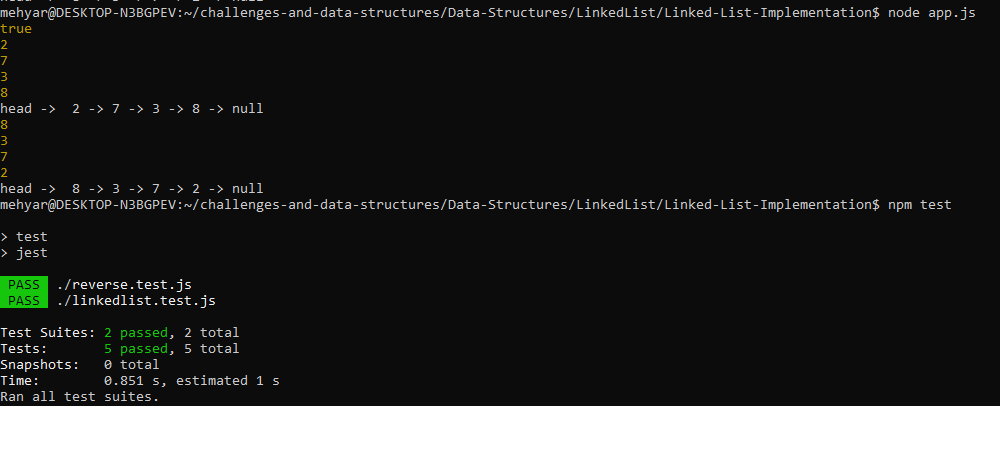 mehyar@DESKTOP-N3BGPEV:~/challenges-and-data-structures/Data-Structures/LinkedList/Linked-List-Implementation$ node app.js
true
2
7
3
8
head ->  2 -> 7 -> 3 -> 8 -> null
8
3
7
2
head ->  8 -> 3 -> 7 -> 2 -> null
mehyar@DESKTOP-N3BGPEV:~/challenges-and-data-structures/Data-Structures/LinkedList/Linked-List-Implementation$ npm test
> test
> jest
PASS ./reverse.test.js
PASS ./linkedlist.test.js
Test Suites: 2 passed, 2 total
Tests:       5 passed, 5 total
Snapshots:   0 total
Time:        0.851 s, estimated 1 s
Ran all test suites.